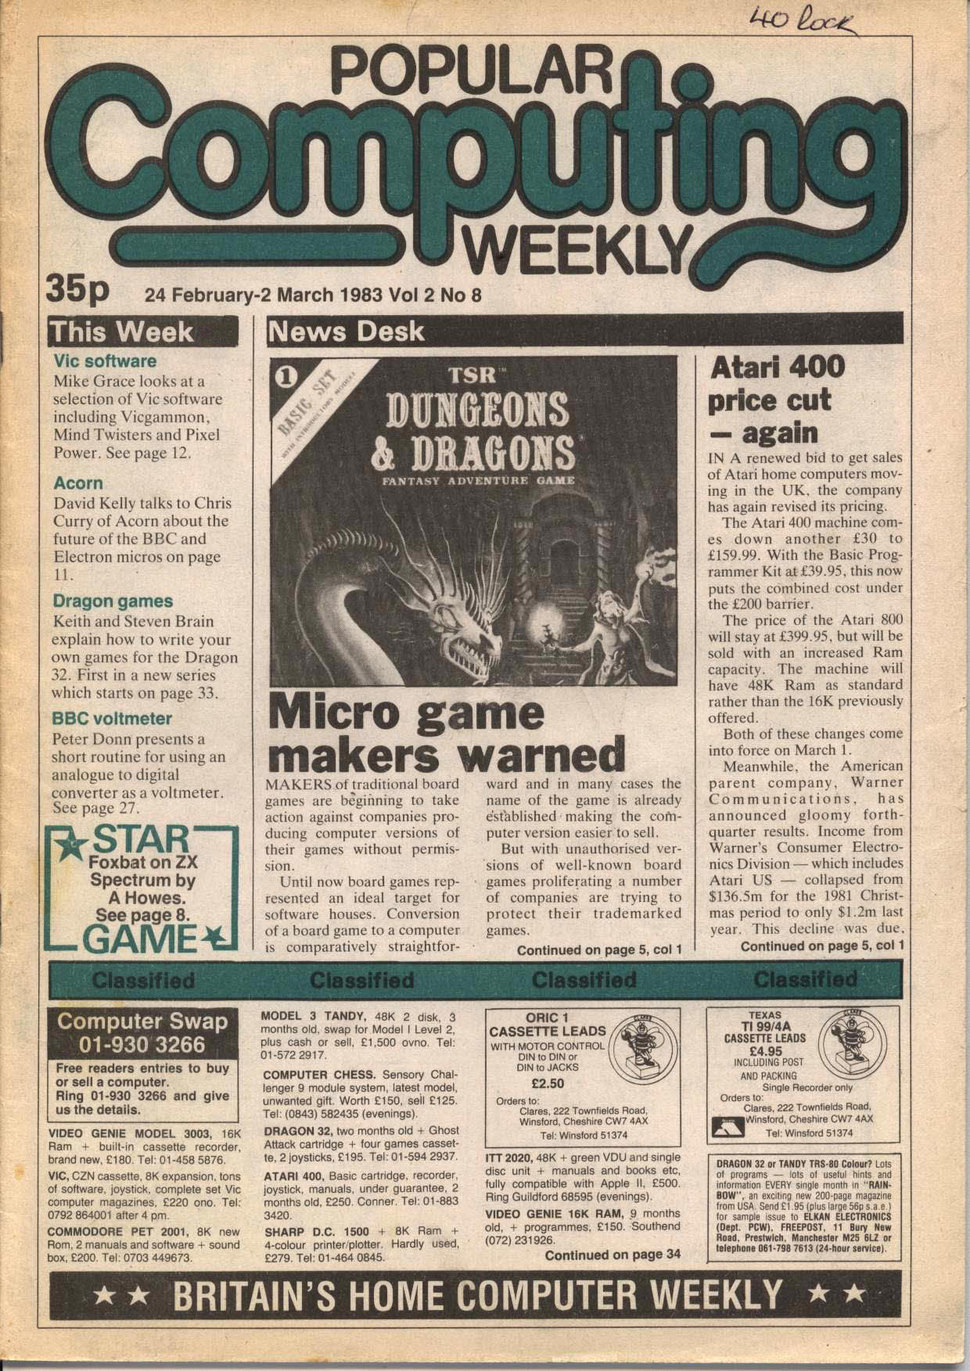 40 Rock
POPULAR
Computing
WEEKLY
35p
24 February-2 March 1983 Vol 2 No 8
This Week
Vic software
Mike Grace looks at a
selection of Vic software
including Vicgammon,
Mind Twisters and Pixel
Power. See page 12.
Acorn
David Kelly talks to Chris
Curry of Acorn about the
future of the BBC and
Electron micros on page
11.
Dragon games
Keith and Steven Brain
explain how to write your
own games for the Dragon
32. First in a new series
which starts on page 33.
BBC voltmeter
Peter Donn presents a
short routine for using an
analogue to digital
converter as a voltmeter.
See page 27.
STAR
Foxbat on ZX
Spectrum by
A Howes.
See page 8.
GAME
News Desk
1
BASIC SET
WITH INTRODUCTORY MODULE
TSR™
DUNGEONS
& DRAGONS®
FANTASY ADVENTURE GAME
Micro game
makers warned
MAKERS of traditional board
games are beginning to take
action against companies pro-
ducing computer versions of
their games without permis-
sion.
Until now board games rep-
resented an ideal target for
software houses. Conversion
of a board game to a computer
is comparatively straightfor-
ward and in many cases the
name of the game is already
established making the com-
puter version easier to sell.
But with unauthorised ver-
sions of well-known board
games proliferating a number
of companies are trying to
protect their trademarked
games.
Continued on page 5, col 1
Atari 400
price cut
– again
IN A renewed bid to get sales
of Atari home computers mov-
ing in the UK, the company
has again revised its pricing.
The Atari 400 machine com-
es down another £30 to
£159.99. With the Basic Prog-
rammer Kit at £39.95, this now
puts the combined cost under
the £200 barrier.
The price of the Atari 800
will stay at £399.95, but will be
sold with an increased Ram
capacity. The machine will
have 48K Ram as standard
rather than the 16K previously
offered.
Both of these changes come
into force on March 1.
Meanwhile, the American
parent company, Warner
Communications, has
announced gloomy forth-
quarter results. Income from
Warner's Consumer Electro-
nics Division — which includes
Atari US — collapsed from
$136.5m for the 1981 Christ-
mas period to only $1.2m last
year. This decline was due,
Continued on page 5, col 1
Classified Classified Classified Classified
Computer Swap
01-930 3266
Free readers entries to buy
or sell a computer.
Ring 01-930 3266 and give
us the details.
VIDEO GENIE MODEL 3003, 16K
Ram + built-in cassette recorder,
brand new, £180. Tel: 01-458 5876.
VIC, CZN cassette, 8K expansion, tons
of software, joystick, complete set Vic
computer magazines, £220 ono. Tel:
0792 864001 after 4 pm.
COMMODORE PET 2001, 8K new
Rom, 2 manuals and software + sound
box, £200. Tel: 0703 449673.
MODEL 3 TANDY, 48K 2 disk, 3
months old, swap for Model I Level 2,
plus cash or sell, £1,500 ovno. Tel:
01-572 2917.
COMPUTER CHESS. Sensory Chal-
lenger 9 module system, latest model,
unwanted gift. Worth £150, sell £125.
Tel: (0843) 582435 (evenings).
DRAGON 32, two months old + Ghost
Attack cartridge + four games casset-
te, 2 joysticks, £195. Tel: 01-594 2937.
ATARI 400, Basic cartridge, recorder,
joystick, manuals, under guarantee, 2
months old, £250. Conner. Tel: 01-883
3420.
SHARP D.C. 1500 + 8K Ram +
4-colour printer/plotter. Hardly used,
£279. Tel: 01-464 0845.
ORIC 1
CASSETTE LEADS
WITH MOTOR CONTROL
DIN to DIN or
DIN to JACKS
£2.50
CLARES
Orders to:
Clares, 222 Townfields Road,
Winsford, Cheshire CW7 4AX
Tel: Winsford 51374
ITT 2020, 48K + green VDU and single
disc unit + manuals and books etc,
fully compatible with Apple II, £500.
Ring Guildford 68595 (evenings).
VIDEO GENIE 16K RAM, 9 months
old, + programmes, £150. Southend
(072) 231926.
Continued on page 34
TEXAS
TI 99/4A
CASSETTE LEADS
£4.95
INCLUDING POST
AND PACKING
Single Recorder only
CLARES
Orders to:
Clares, 222 Townfields Road,
Winsford, Cheshire CW7 4AX
Tel: Winsford 51374
DRAGON 32 or TANDY TRS-80 Colour? Lots
of programs — lots of useful hints and
information EVERY single month in "RAIN-
BOW", an exciting new 200-page magazine
from USA. Send £1.95 (plus large 56p s.a.e.)
for sample issue to ELKAN ELECTRONICS
(Dept. PCW), FREEPOST, 11 Bury New
Road, Prestwich, Manchester M25 6LZ or
telephone 061-798 7613 (24-hour service).
★ ★ BRITAIN'S HOME COMPUTER WEEKLY ★ ★